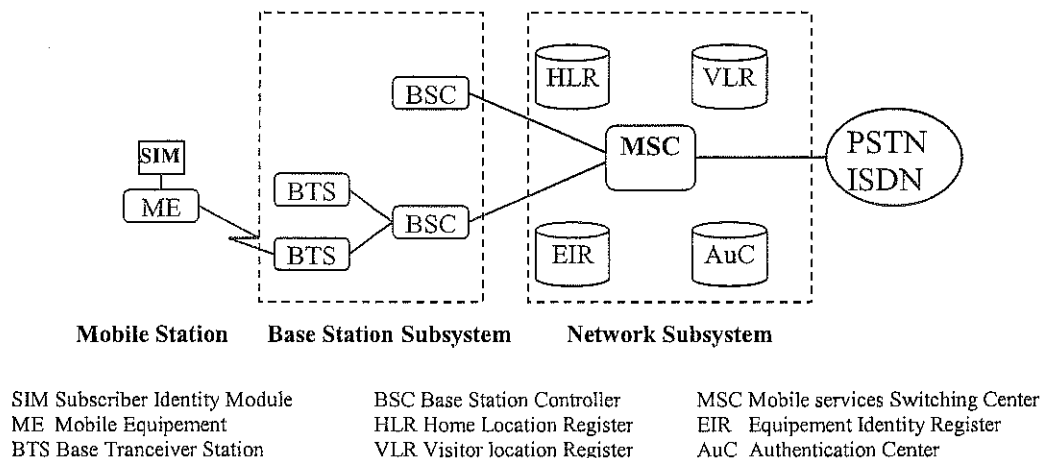 HLR VLR
BSC
MSC
PSTN
ISDN
SIM
ME
BTS
BSC
BTS
EIR AuC
Mobile Station Base Station Subsystem Network Subsystem
SIM Subscriber Identity Module BSC Base Station Controller MSC Mobile services Switching Center
ME Mobile Equipement HLR Home Location Register EIR Equipement Identity Register
BTS Base Tranceiver Station VLR Visitor location Register AuC Authentication Center